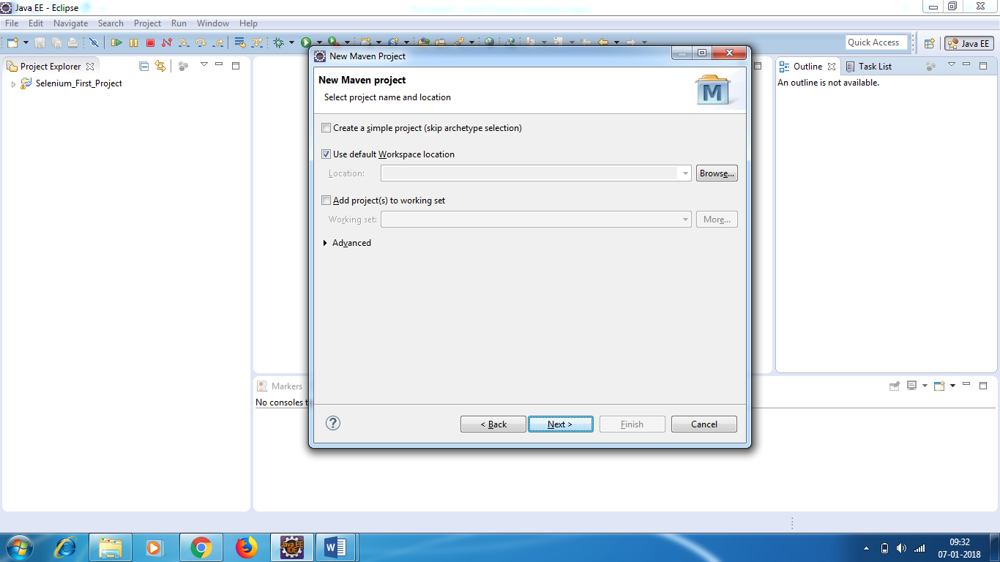 Java EE - Eclipse
File Edit Navigate Search Project Run Window Help
Quick Access
Java EE
Project Explorer
Selenium_First_Project
New Maven Project
New Maven project
Select project name and location
M
Create a simple project (skip archetype selection)
Use default Workspace location
Location:
Browse...
Add project(s) to working set
Working set:
More...
Advanced
< Back
Next >
Finish
Cancel
Outline
Task List
An outline is not available.
Markers
No consoles t
Java EE
IDE
W
09:32
07-01-2018